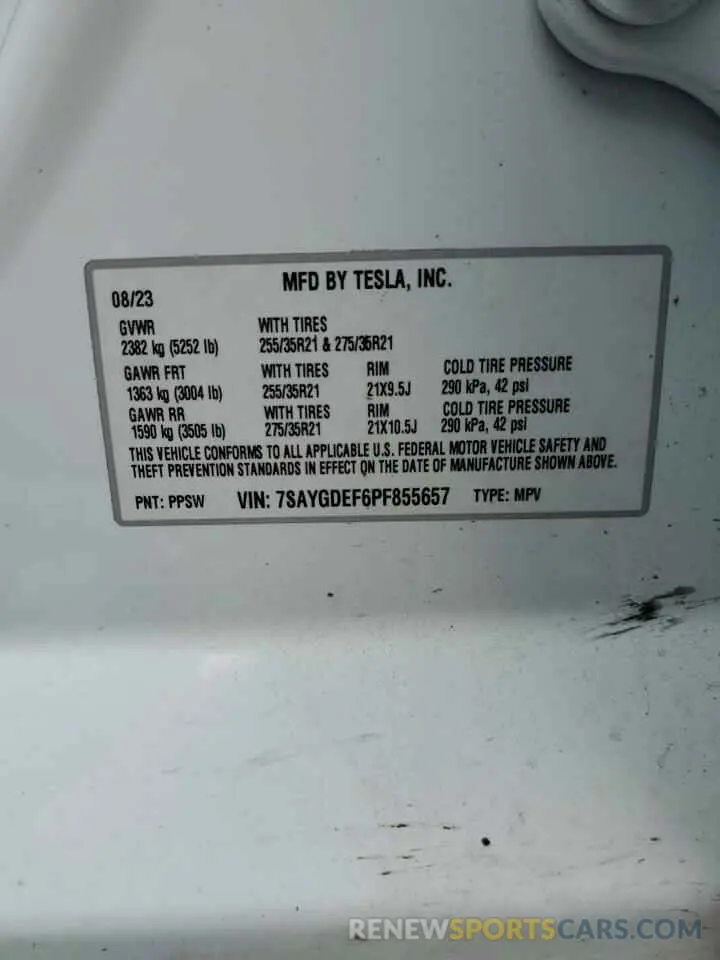 MFD BY TESLA, INC.
08/23
GVWR WITH TIRES
2382 kg (5252 lb) 255/35R21 & 275/35R21
GAWR FRT WITH TIRES RIM COLD TIRE PRESSURE
1363 kg (3004 lb) 255/35R21 21X9.5J 290 kPa, 42 psi
GAWR RR WITH TIRES RIM COLD TIRE PRESSURE
1590 kg (3505 lb) 275/35R21 21X10.5J 290 kPa, 42 psi
THIS VEHICLE CONFORMS TO ALL APPLICABLE U.S. FEDERAL MOTOR VEHICLE SAFETY AND
THEFT PREVENTION STANDARDS IN EFFECT ON THE DATE OF MANUFACTURE SHOWN ABOVE.
PNT: PPSW VIN: 7SAYGDEF6PF855657 TYPE: MPV
RENEWSPORTSCARS.COM